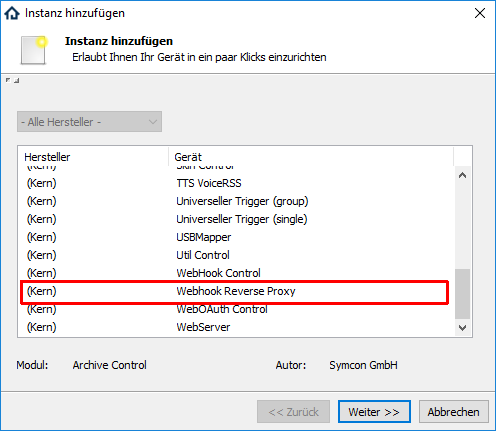 Instanz hinzufügen
Instanz hinzufügen
Erlaubt Ihnen Ihr Gerät in ein paar Klicks einzurichten
- Alle Hersteller -
Hersteller Gerät
(Kern) Skin Control
(Kern) TTS VoiceRSS
(Kern) Universeller Trigger (group)
(Kern) Universeller Trigger (single)
(Kern) USBMapper
(Kern) Util Control
(Kern) WebHook Control
(Kern) Webhook Reverse Proxy
(Kern) WebOAuth Control
(Kern) WebServer
Modul: Archive Control Autor: Symcon GmbH
<< Zurück Weiter >> Abbrechen